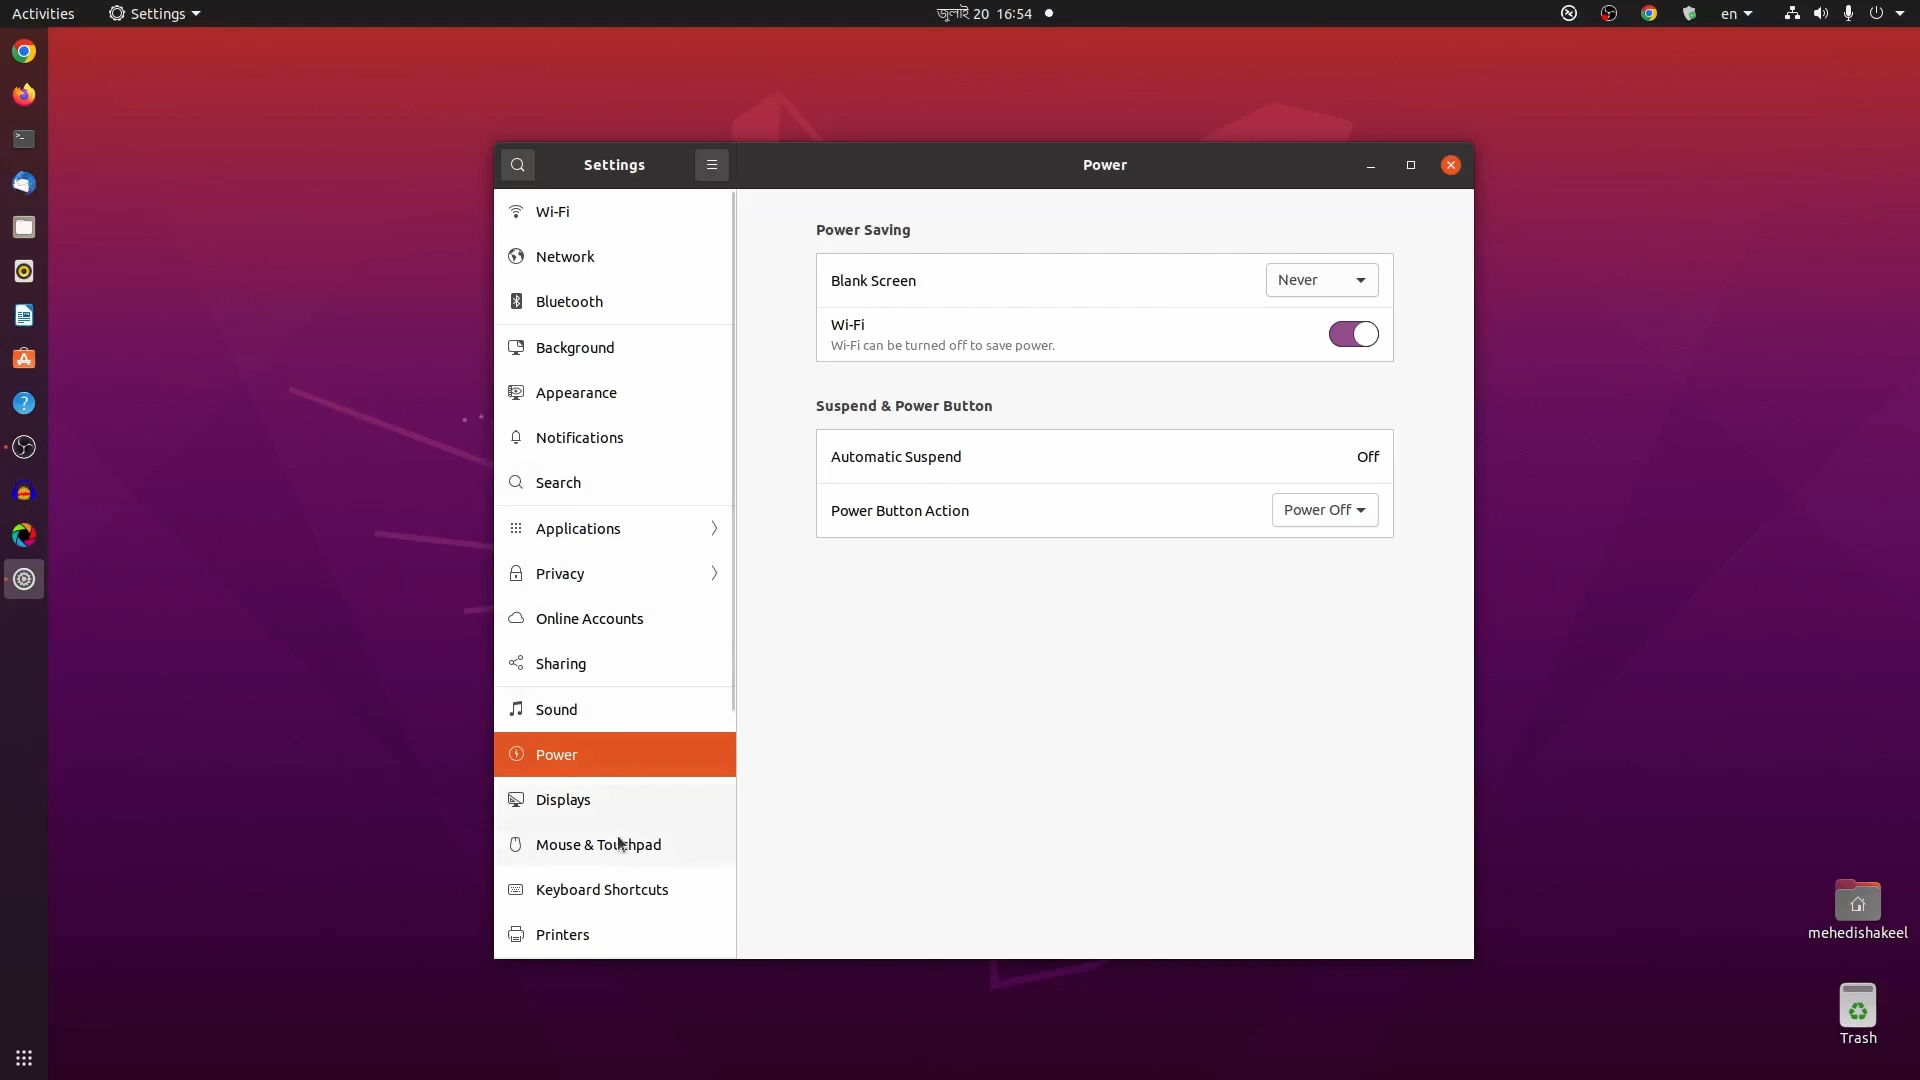 Activities
Settings
জুলাই 20 16:54
en
Settings
Power
Wi-Fi
Network
Bluetooth
Background
Appearance
Notifications
Search
Applications
Privacy
Online Accounts
Sharing
Sound
Power
Displays
Mouse & Touchpad
Keyboard Shortcuts
Printers
Power Saving
Blank Screen Never
Wi-Fi
Wi-Fi can be turned off to save power.
Suspend & Power Button
Automatic Suspend Off
Power Button Action Power Off
mehedishakeel
Trash